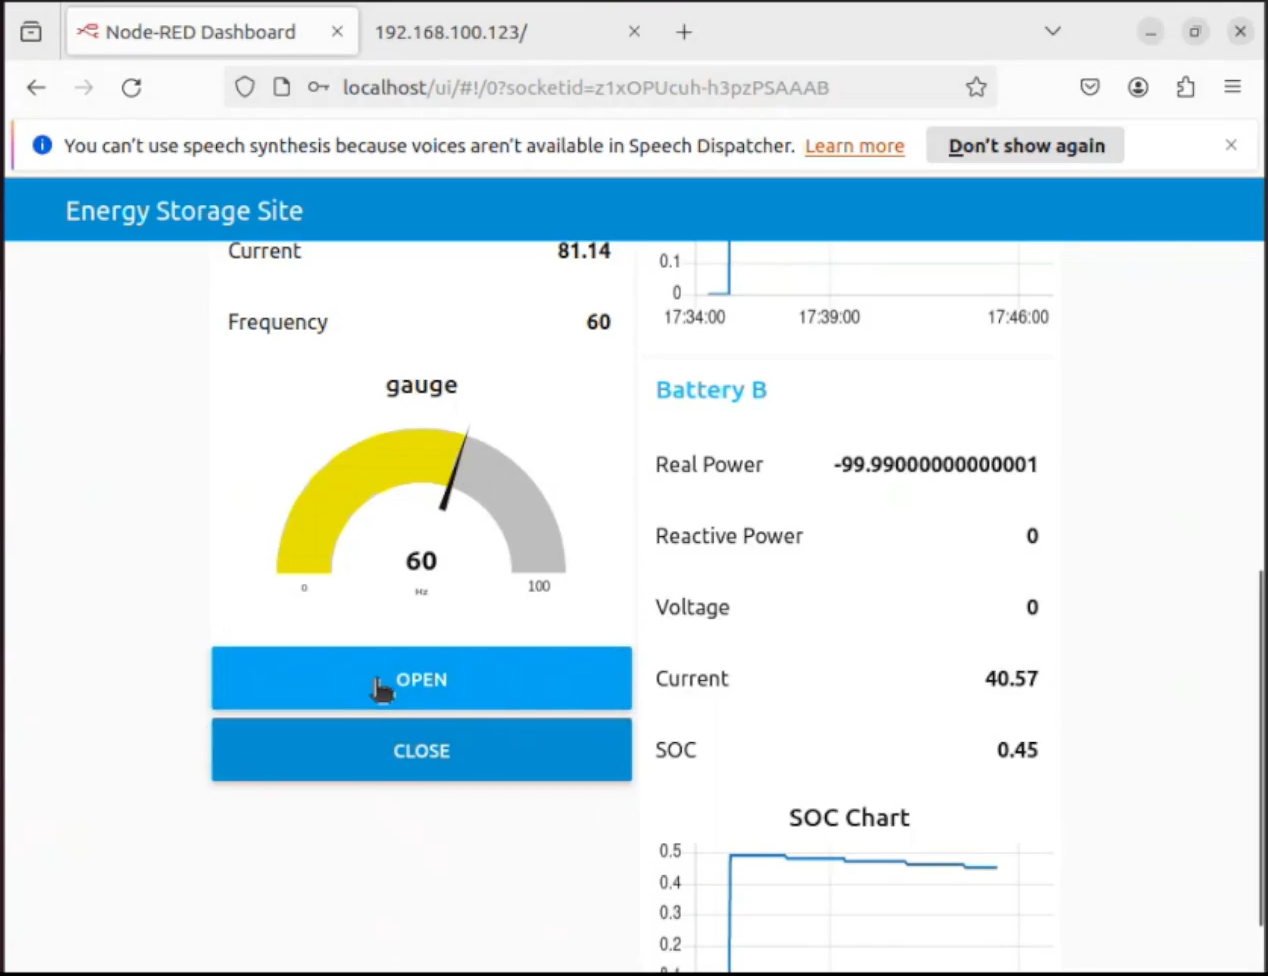 Node-RED Dashboard
192.168.100.123/
localhost/ui/#!/0?socketid=z1xOPUcuh-h3pzPSAAAB
You can't use speech synthesis because voices aren't available in Speech Dispatcher. Learn more Don't show again
Energy Storage Site
Current 81.14
Frequency 60
gauge
60
Hz
0 100
OPEN
CLOSE
0.1
0
17:34:00 17:39:00 17:46:00
Battery B
Real Power -99.99000000000001
Reactive Power 0
Voltage 0
Current 40.57
SOC 0.45
SOC Chart
0.5
0.4
0.3
0.2